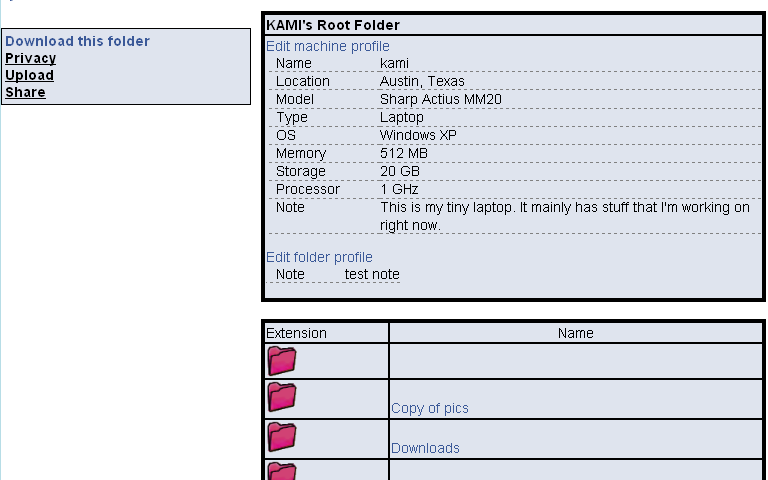 Download this folder
Privacy
Upload
Share
KAMI's Root Folder
Edit machine profile
Name kami
Location Austin, Texas
Model Sharp Actius MM20
Type Laptop
OS Windows XP
Memory 512 MB
Storage 20 GB
Processor 1 GHz
Note This is my tiny laptop. It mainly has stuff that I'm working on
right now.
Edit folder profile
Note test note
Extension Name
Copy of pics
Downloads